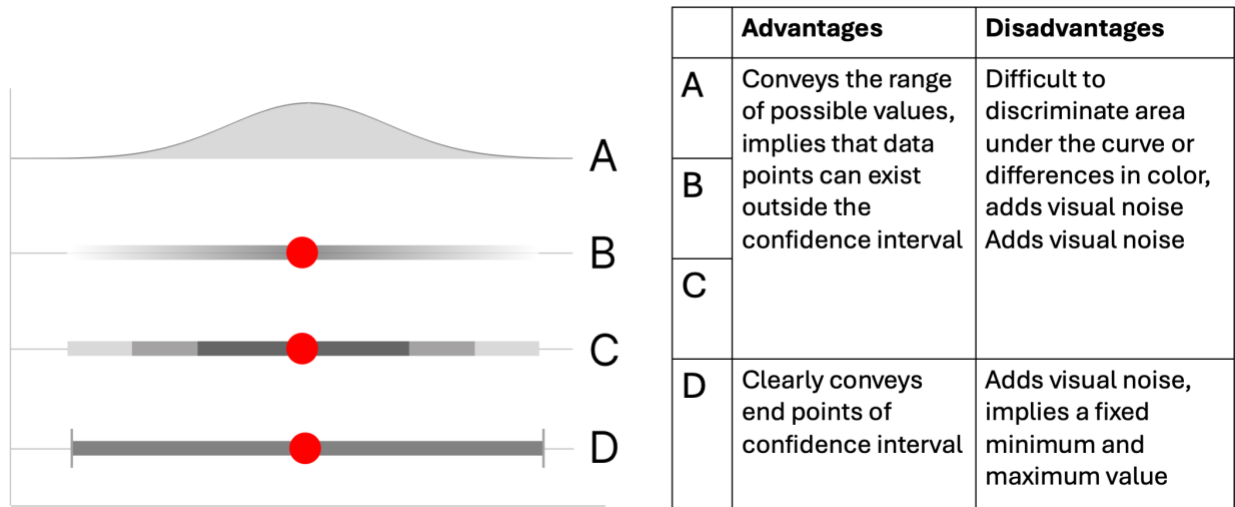 A
B
C
D
Advantages
Disadvantages
A
Conveys the range
of possible values,
implies that data
points can exist
outside the
confidence interval
Difficult to
discriminate area
under the curve or
differences in color,
adds visual noise
Adds visual noise
B
C
D
Clearly conveys
end points of
confidence interval
Adds visual noise,
implies a fixed
minimum and
maximum value